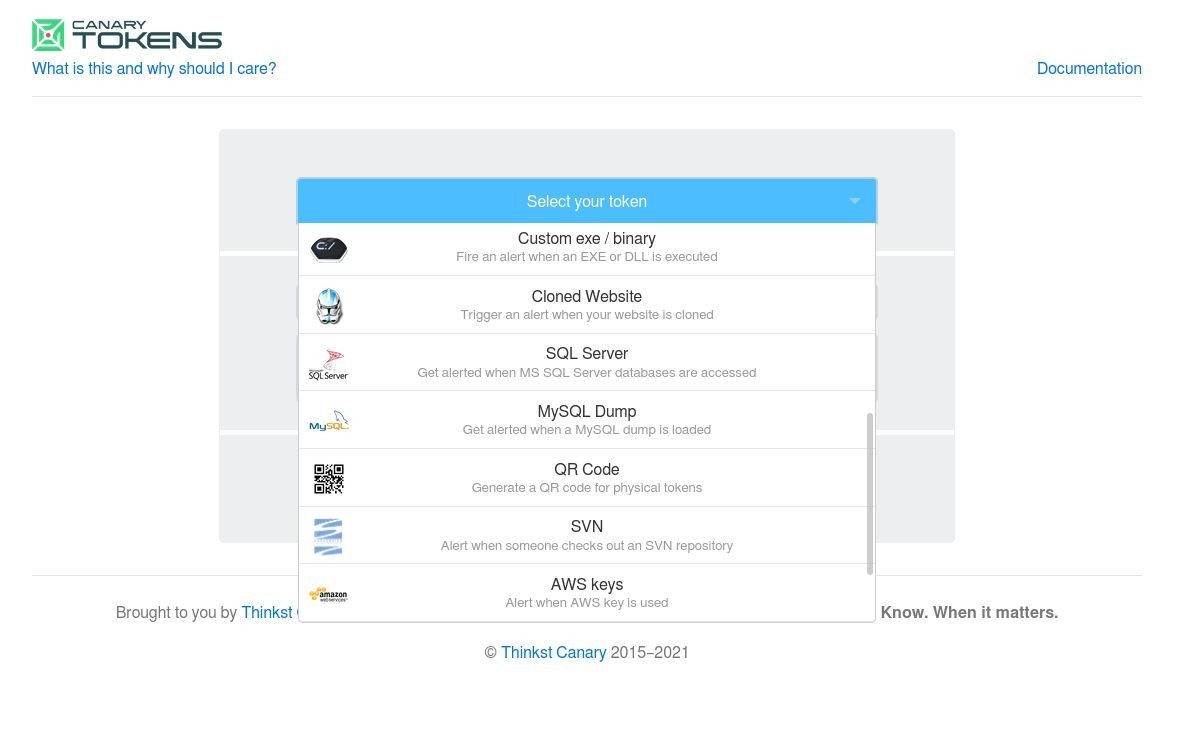 CANARY
TOKENS
What is this and why should I care?
Documentation
Select your token
C:/
Custom exe / binary
Fire an alert when an EXE or DLL is executed
Cloned Website
Trigger an alert when your website is cloned
SQL Server
SQL Server
Get alerted when MS SQL Server databases are accessed
MySQL
MySQL Dump
Get alerted when a MySQL dump is loaded
QR Code
Generate a QR code for physical tokens
SVN
Alert when someone checks out an SVN repository
amazon
webservices™
AWS keys
Alert when AWS key is used
Brought to you by Thinkst
Know. When it matters.
© Thinkst Canary 2015–2021